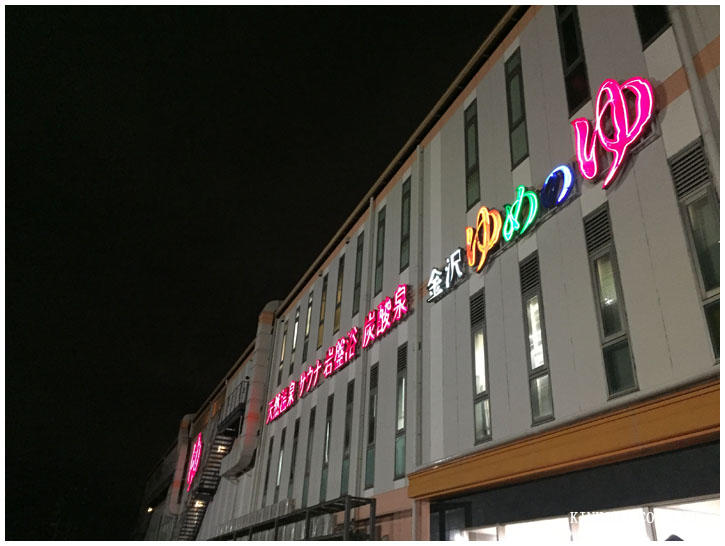 金沢 ゆめのゆ
天然温泉 サウナ 岩盤浴 炭酸泉
ゆ